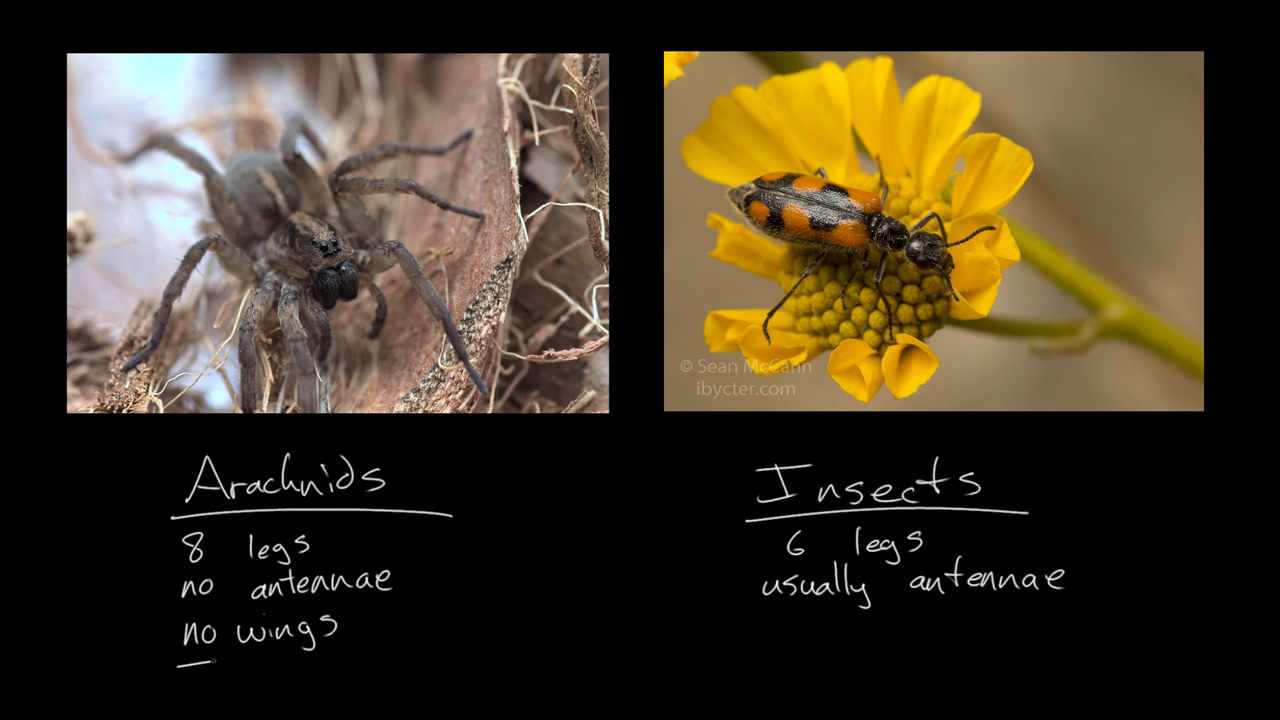 © Sean McCann
ibycter.com
Arachnids
8 legs
no antennae
no wings
Insects
6 legs
usually antennae